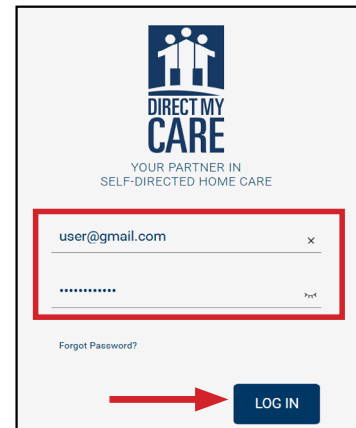 DIRECT MY
CARE
YOUR PARTNER IN
SELF-DIRECTED HOME CARE
user@gmail.com
••••••••••••
Forgot Password?
LOG IN